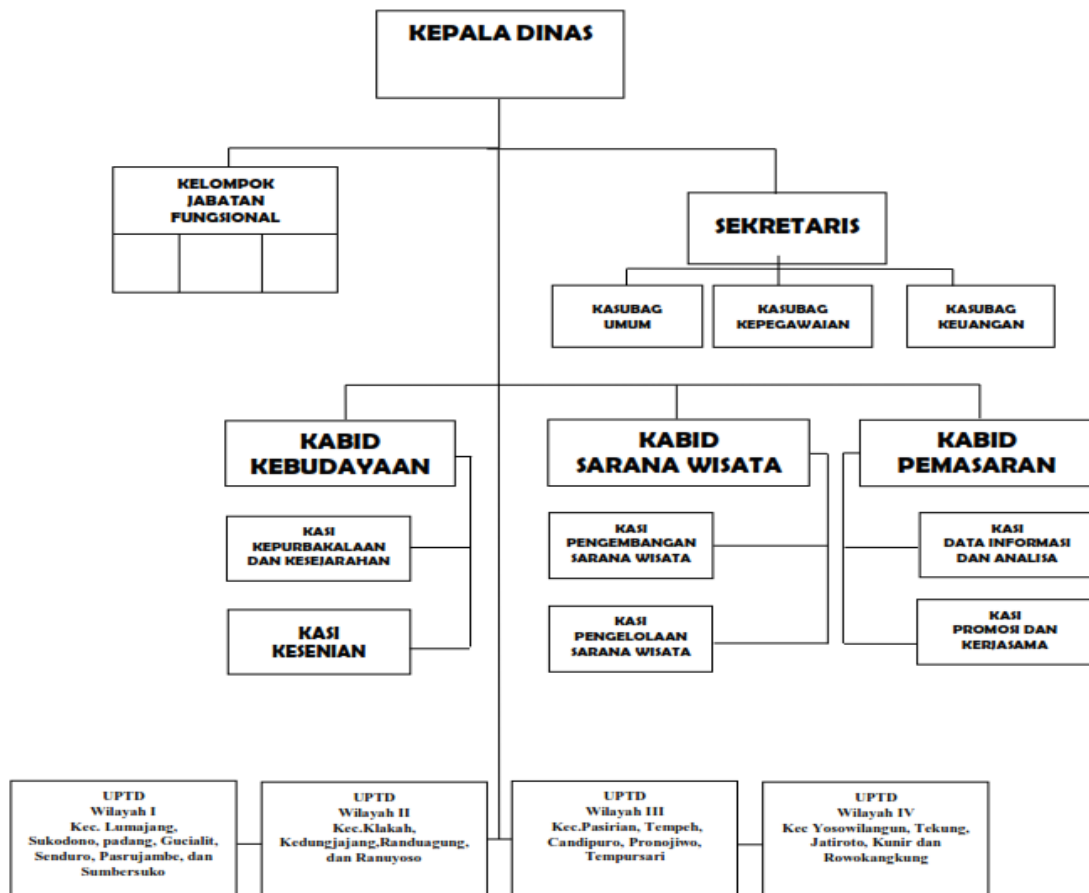 KEPALA DINAS
KELOMPOK
JABATAN
FUNGSIONAL
SEKRETARIS
KASUBAG
UMUM
KASUBAG
KEPEGAWAIAN
KASUBAG
KEUANGAN
KABID
KEBUDAYAAN
KABID
SARANA WISATA
KABID
PEMASARAN
KASI
KEPURBAKALAAN
DAN KESEJARAHAN
KASI
PENGEMBANGAN
SARANA WISATA
KASI
DATA INFORMASI
DAN ANALISA
KASI
KESENIAN
KASI
PENGELOLAAN
SARANA WISATA
KASI
PROMOSI DAN
KERJASAMA
UPTD
Wilayah I
Kec. Lumajang,
Sukodono, padang, Gucialit,
Senduro, Pasrujambe, dan
Sumbersuko
UPTD
Wilayah II
Kec.Klakah,
Kedungjajang,Randuagung,
dan Ranuyoso
UPTD
Wilayah III
Kec.Pasirian, Tempeh,
Candipuro, Pronojiwo,
Tempursari
UPTD
Wilayah IV
Kec Yosowilangun, Tekung,
Jatiroto, Kunir dan
Rowokangkung